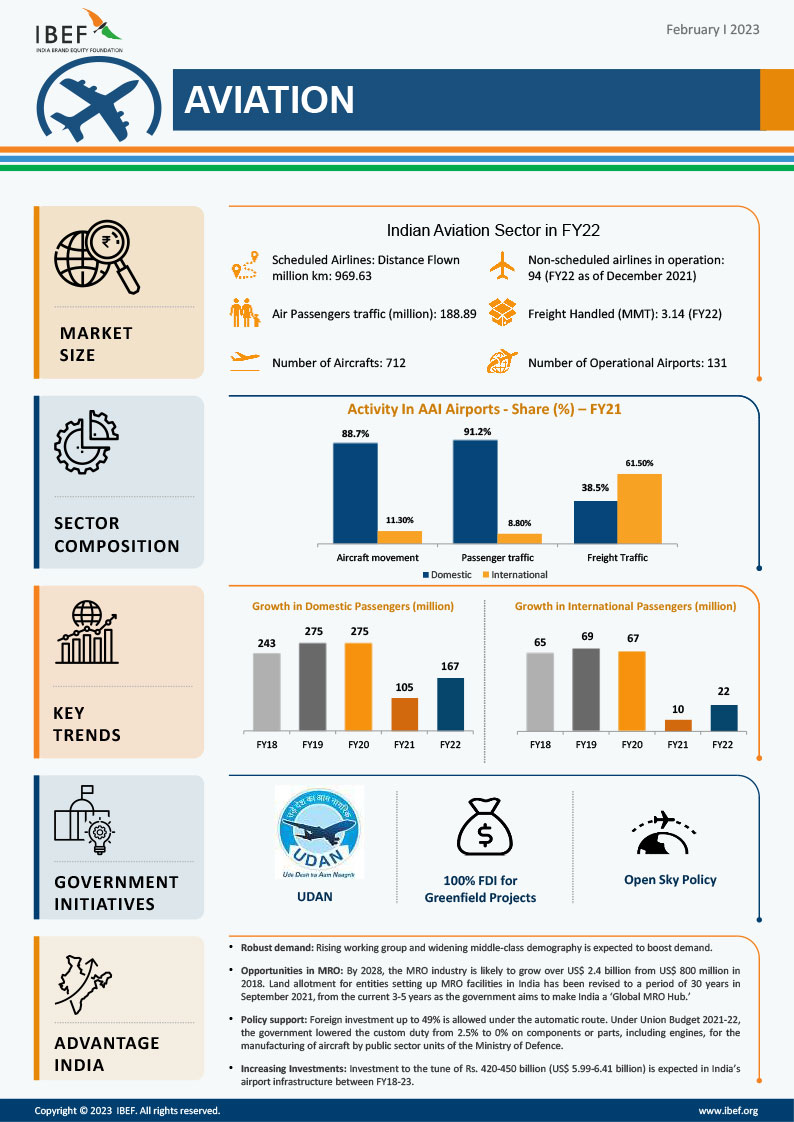 IBEF
INDIA BRAND EQUITY FOUNDATION
February I 2023
AVIATION
MARKET
SIZE
Indian Aviation Sector in FY22
Scheduled Airlines: Distance Flown
million km: 969.63
Non-scheduled airlines in operation:
94 (FY22 as of December 2021)
Air Passengers traffic (million): 188.89
Freight Handled (MMT): 3.14 (FY22)
Number of Aircrafts: 712
Number of Operational Airports: 131
SECTOR
COMPOSITION
Activity In AAI Airports - Share (%) – FY21
88.7%
11.30%
91.2%
8.80%
38.5%
61.50%
Aircraft movement
Passenger traffic
Freight Traffic
Domestic
International
KEY
TRENDS
Growth in Domestic Passengers (million)
243
275
275
105
167
FY18
FY19
FY20
FY21
FY22
Growth in International Passengers (million)
65
69
67
10
22
FY18
FY19
FY20
FY21
FY22
GOVERNMENT
INITIATIVES
उड़े देश का आम नागरिक
UDAN
Ude Desh ka Aam Naagrik
UDAN
$
100% FDI for
Greenfield Projects
Open Sky Policy
ADVANTAGE
INDIA
• Robust demand: Rising working group and widening middle-class demography is expected to boost demand.
• Opportunities in MRO: By 2028, the MRO industry is likely to grow over US$ 2.4 billion from US$ 800 million in
2018. Land allotment for entities setting up MRO facilities in India has been revised to a period of 30 years in
September 2021, from the current 3-5 years as the government aims to make India a ‘Global MRO Hub.’
• Policy support: Foreign investment up to 49% is allowed under the automatic route. Under Union Budget 2021-22,
the government lowered the custom duty from 2.5% to 0% on components or parts, including engines, for the
manufacturing of aircraft by public sector units of the Ministry of Defence.
• Increasing Investments: Investment to the tune of Rs. 420-450 billion (US$ 5.99-6.41 billion) is expected in India’s
airport infrastructure between FY18-23.
Copyright © 2023 IBEF. All rights reserved.
www.ibef.org